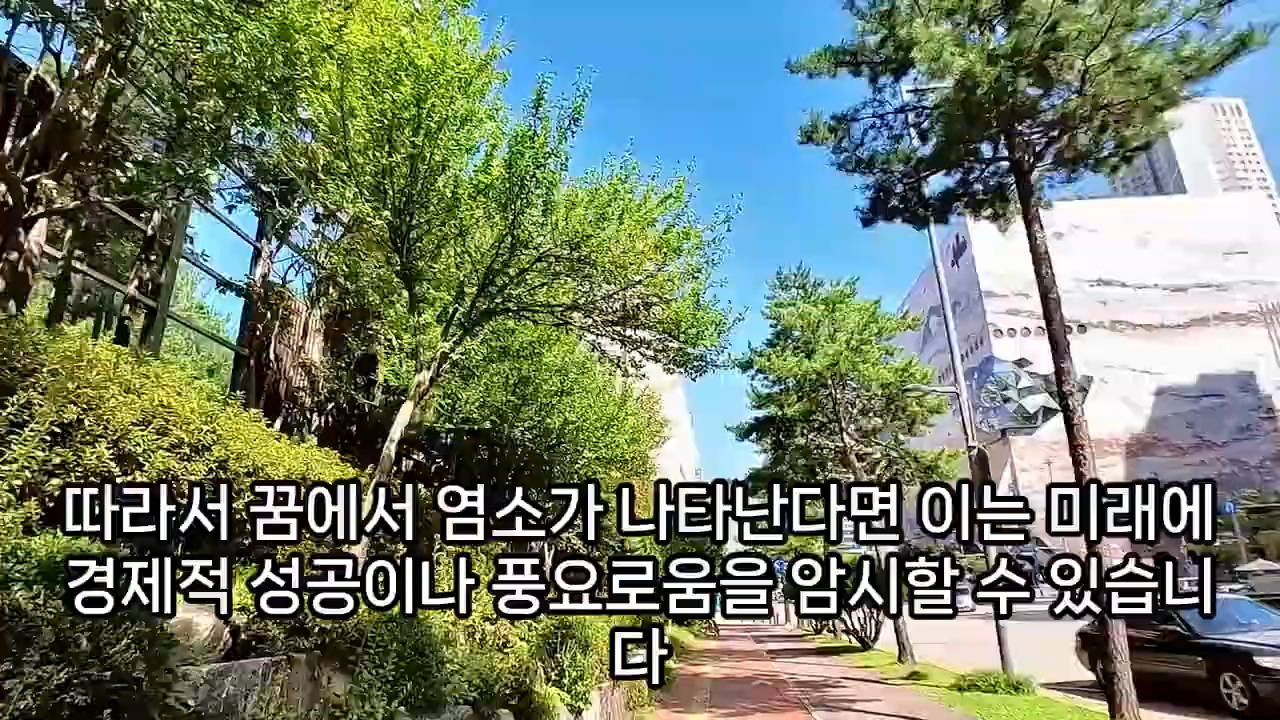 따라서 꿈에서 염소가 나타난다면 이는 미래에
경제적 성공이나 풍요로움을 암시할 수 있습니
다